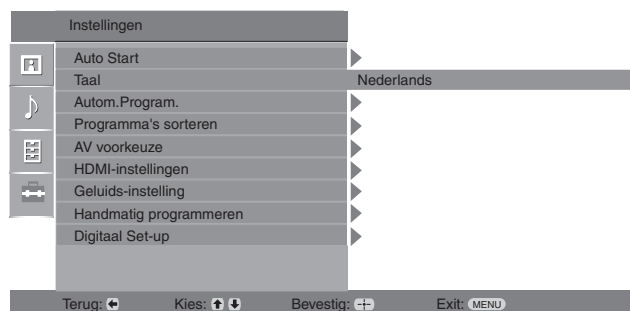 Instellingen
Auto Start
Taal Nederlands
Autom.Program.
Programma's sorteren
AV voorkeuze
HDMI-instellingen
Geluids-instelling
Handmatig programmeren
Digitaal Set-up
Terug: Kies: Bevestig: Exit: MENU